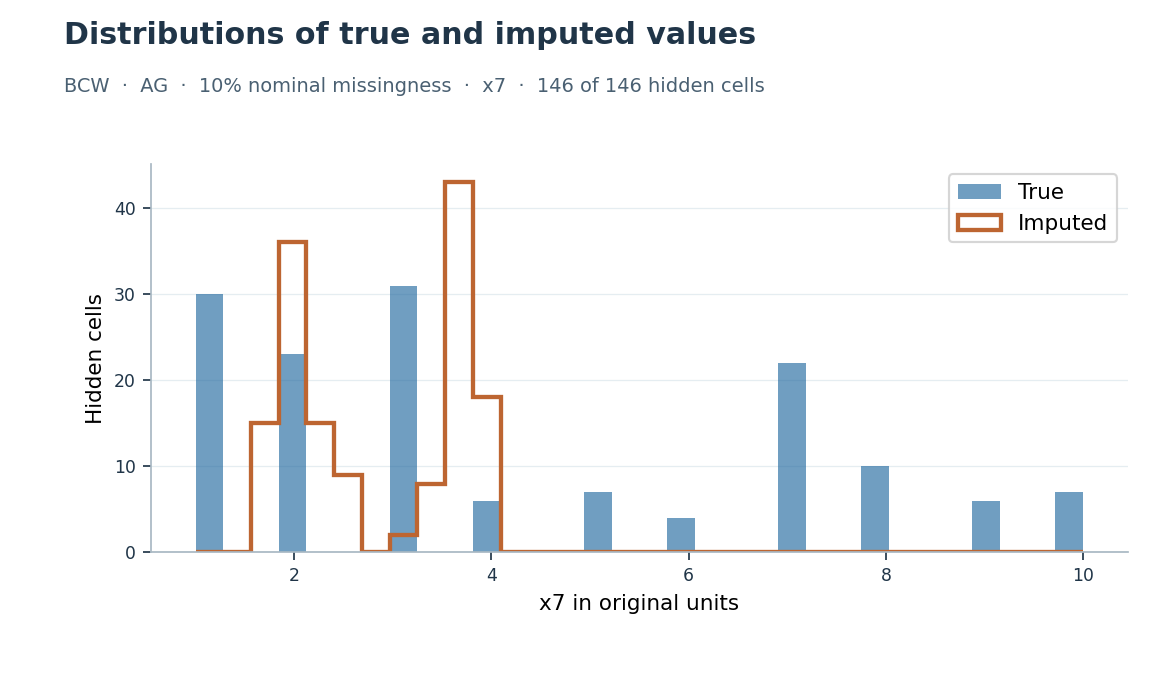 Distributions of true and imputed values
BCW · AG · 10% nominal missingness · x7 · 146 of 146 hidden cells
True
Imputed
Hidden cells
40
30
20
10
0
2 4 6 8 10
x7 in original units